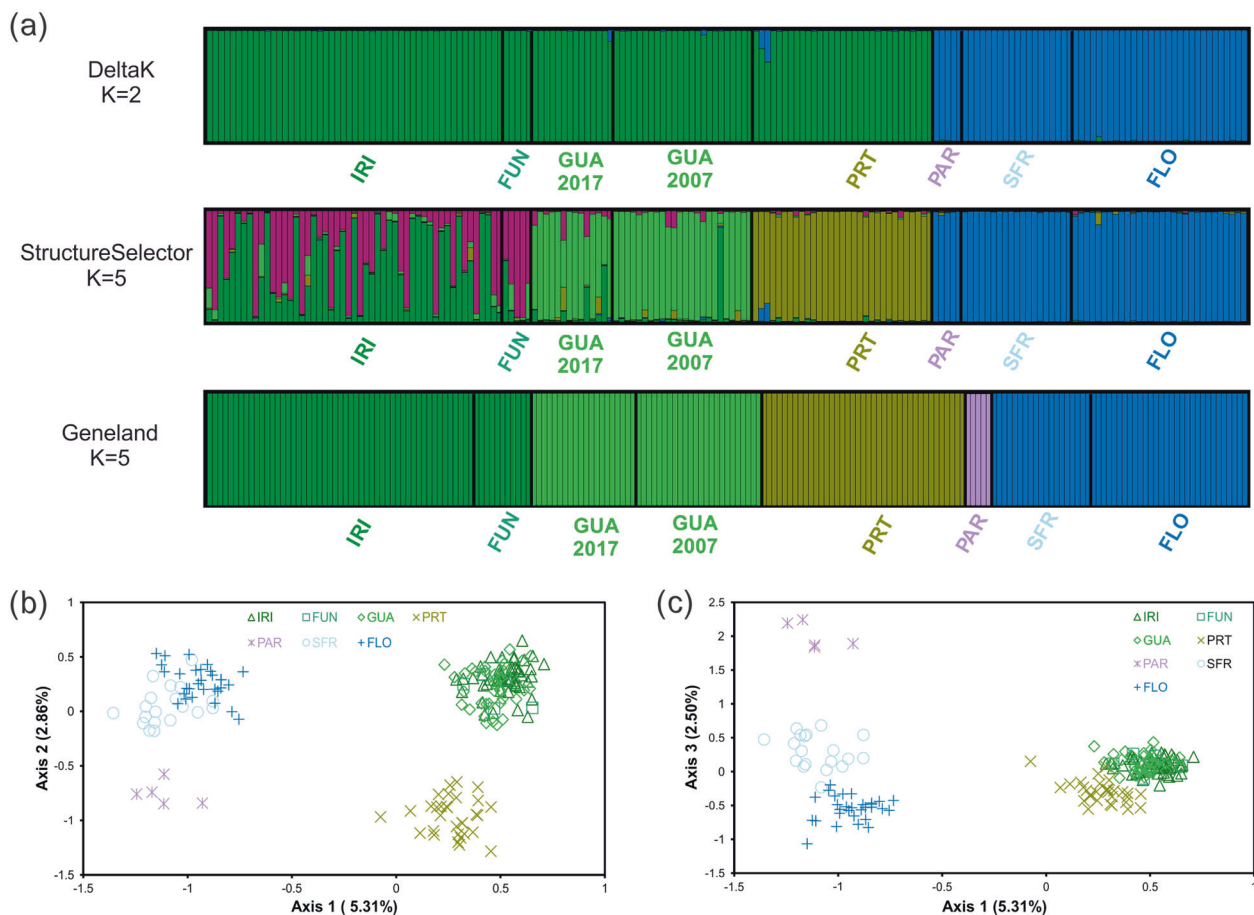 (a)
DeltaK
K=2
IRI
FUN
GUA
2017
GUA
2007
PRT
PAR
SFR
FLO
StructureSelector
K=5
IRI
FUN
GUA
2017
GUA
2007
PRT
PAR
SFR
FLO
Geneland
K=5
IRI
FUN
GUA
2017
GUA
2007
PRT
PAR
SFR
FLO
(b)
1
0.5
0
-0.5
-1
-1.5
Axis 2 (2.86%)
IRI FUN GUA PRT
PAR SFR FLO
-1.5 -1 -0.5 0 0.5 1
Axis 1 ( 5.31%)
(c)
2.5
2
1.5
1
0.5
0
-0.5
-1
-1.5
Axis 3 (2.50%)
IRI FUN
GUA PRT
PAR SFR
FLO
-1.5 -1 -0.5 0 0.5 1
Axis 1 (5.31%)